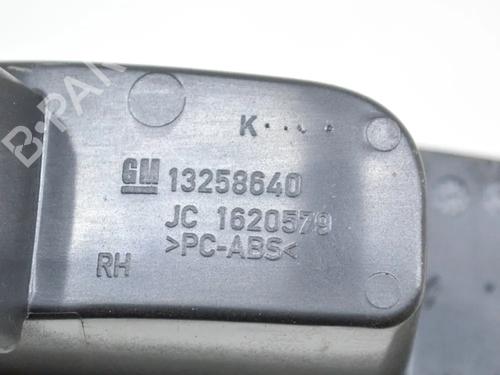 K....
GM 13258640
JC 1620579
>PC-ABS<
RH
B-PARTS